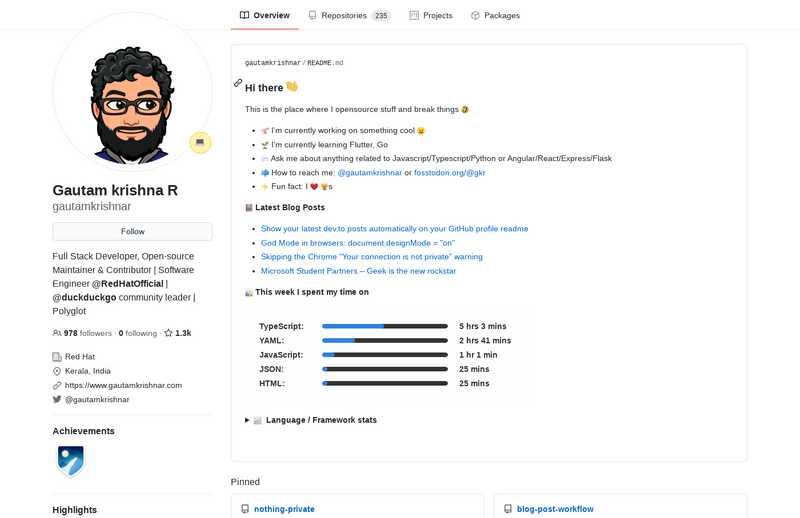 Overview
Repositories 235
Projects
Packages
Gautam krishna R
gautamkrishnar
Follow
Full Stack Developer, Open-source
Maintainer & Contributor | Software
Engineer @RedHatOfficial |
@duckduckgo community leader |
Polyglot
978 followers · 0 following · 1.3k
Red Hat
Kerala, India
https://www.gautamkrishnar.com
@gautamkrishnar
Achievements
Highlights
gautamkrishnar/README.md
Hi there 👋
This is the place where I opensource stuff and break things 🤣
I'm currently working on something cool 😉
I'm currently learning Flutter, Go
Ask me about anything related to Javascript/Typescript/Python or Angular/React/Express/Flask
How to reach me: @gautamkrishnar or fosstodon.org/@gkr
⚡ Fun fact: I ❤️ s
Latest Blog Posts
Show your latest dev.to posts automatically on your GitHub profile readme
God Mode in browsers: document.designMode = "on"
Skipping the Chrome "Your connection is not private" warning
Microsoft Student Partners – Geek is the new rockstar
This week I spent my time on
TypeScript: 5 hrs 3 mins
YAML: 2 hrs 41 mins
JavaScript: 1 hr 1 min
JSON: 25 mins
HTML: 25 mins
Language / Framework stats
Pinned
nothing-private
blog-post-workflow